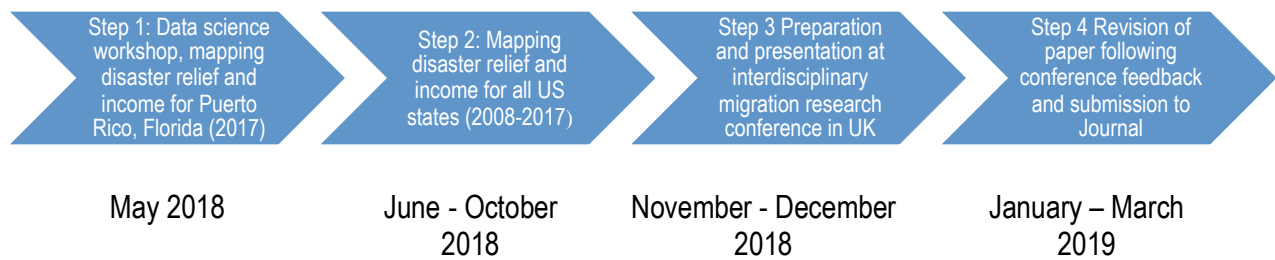 Step 1: Data science
workshop, mapping
disaster relief and
income for Puerto
Rico, Florida (2017)
Step 2: Mapping
disaster relief and
income for all US
states (2008-2017)
Step 3 Preparation
and presentation at
interdisciplinary
migration research
conference in UK
Step 4 Revision of
paper following
conference feedback
and submission to
Journal
May 2018
June - October
2018
November - December
2018
January – March
2019